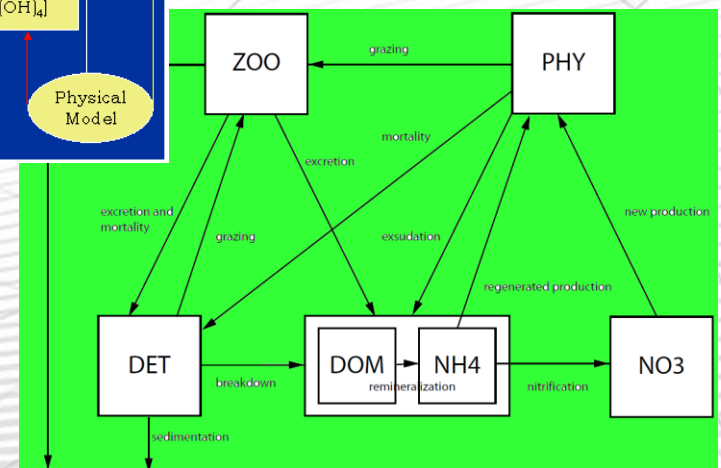 [OH]₄]
Physical
Model
ZOO
grazing
PHY
mortality
excretion
excretion and
mortality
grazing
exsudation
new production
regenerated production
DET
breakdown
DOM
NH4
remineralization
nitrification
NO3
sedimentation